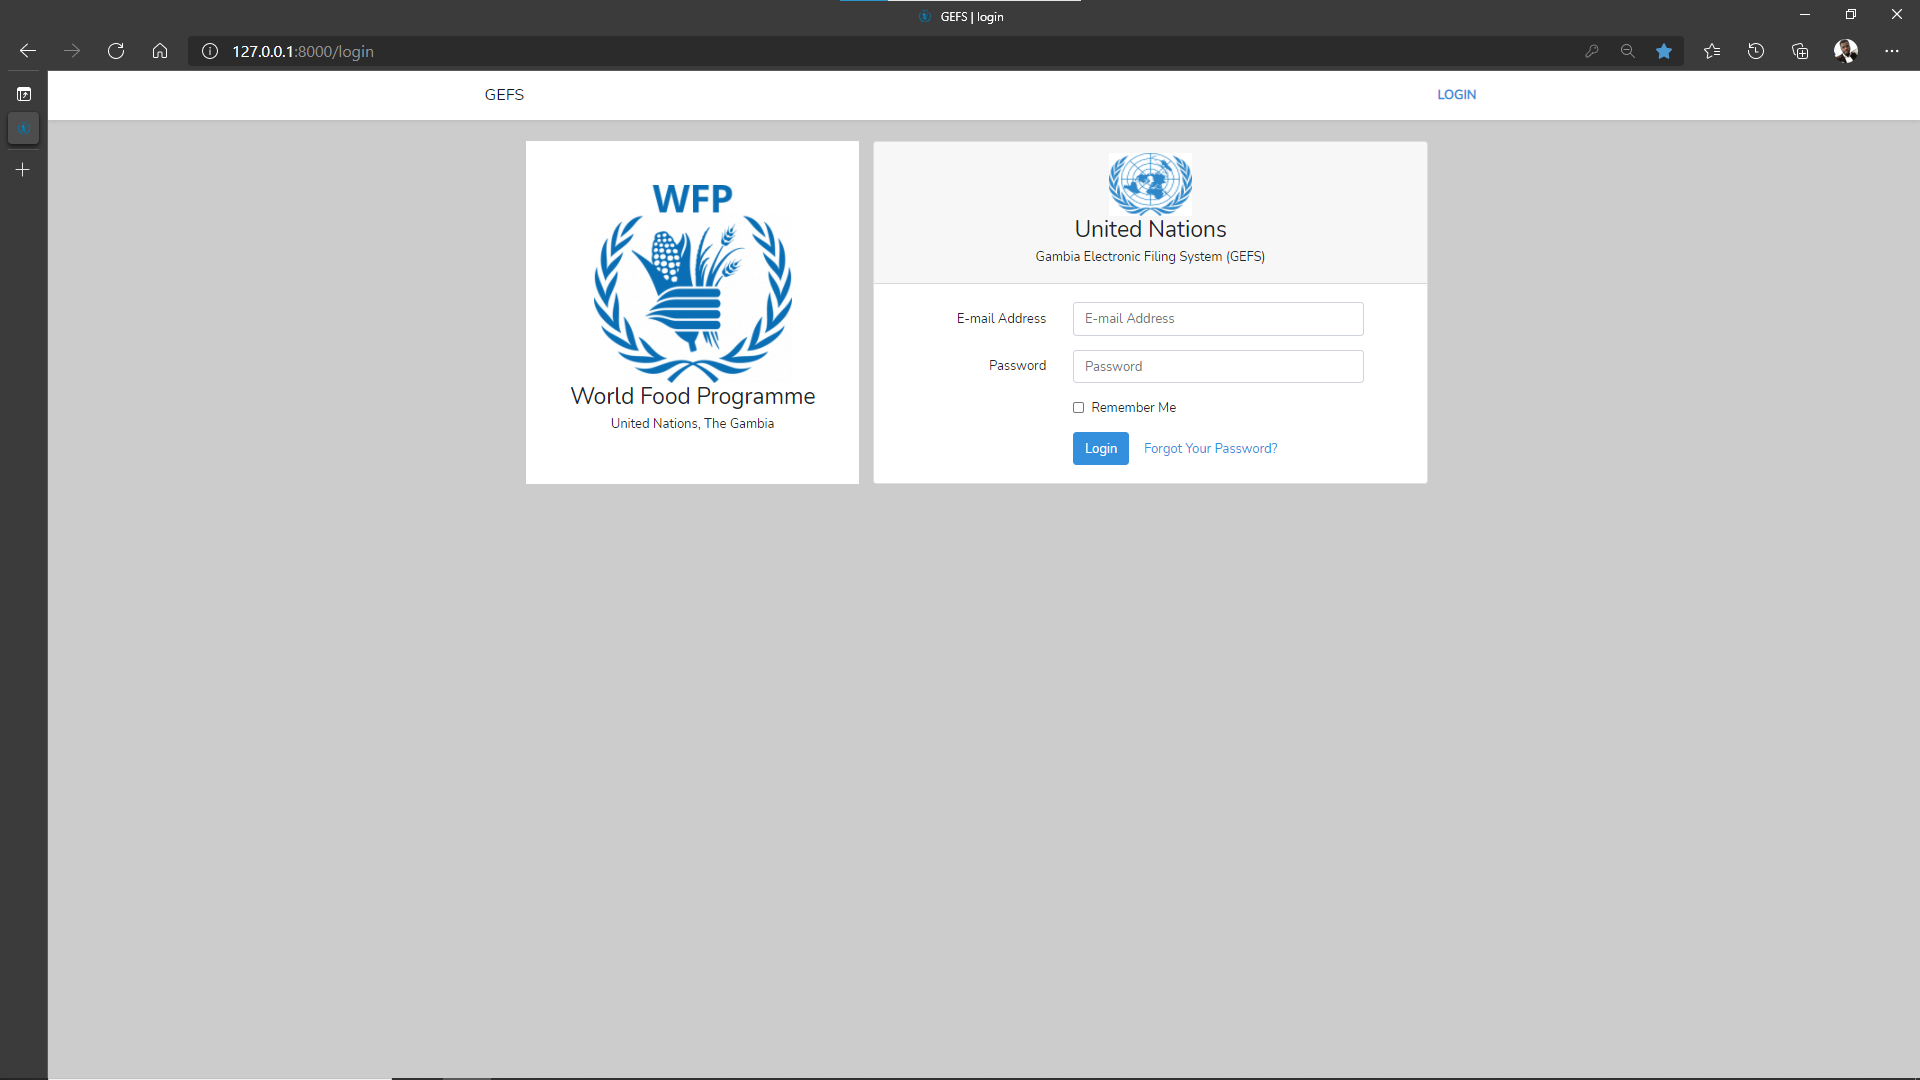 GEFS | login
127.0.0.1:8000/login
GEFS
LOGIN
WFP
World Food Programme
United Nations, The Gambia
United Nations
Gambia Electronic Filing System (GEFS)
E-mail Address
E-mail Address
Password
Password
Remember Me
Login
Forgot Your Password?